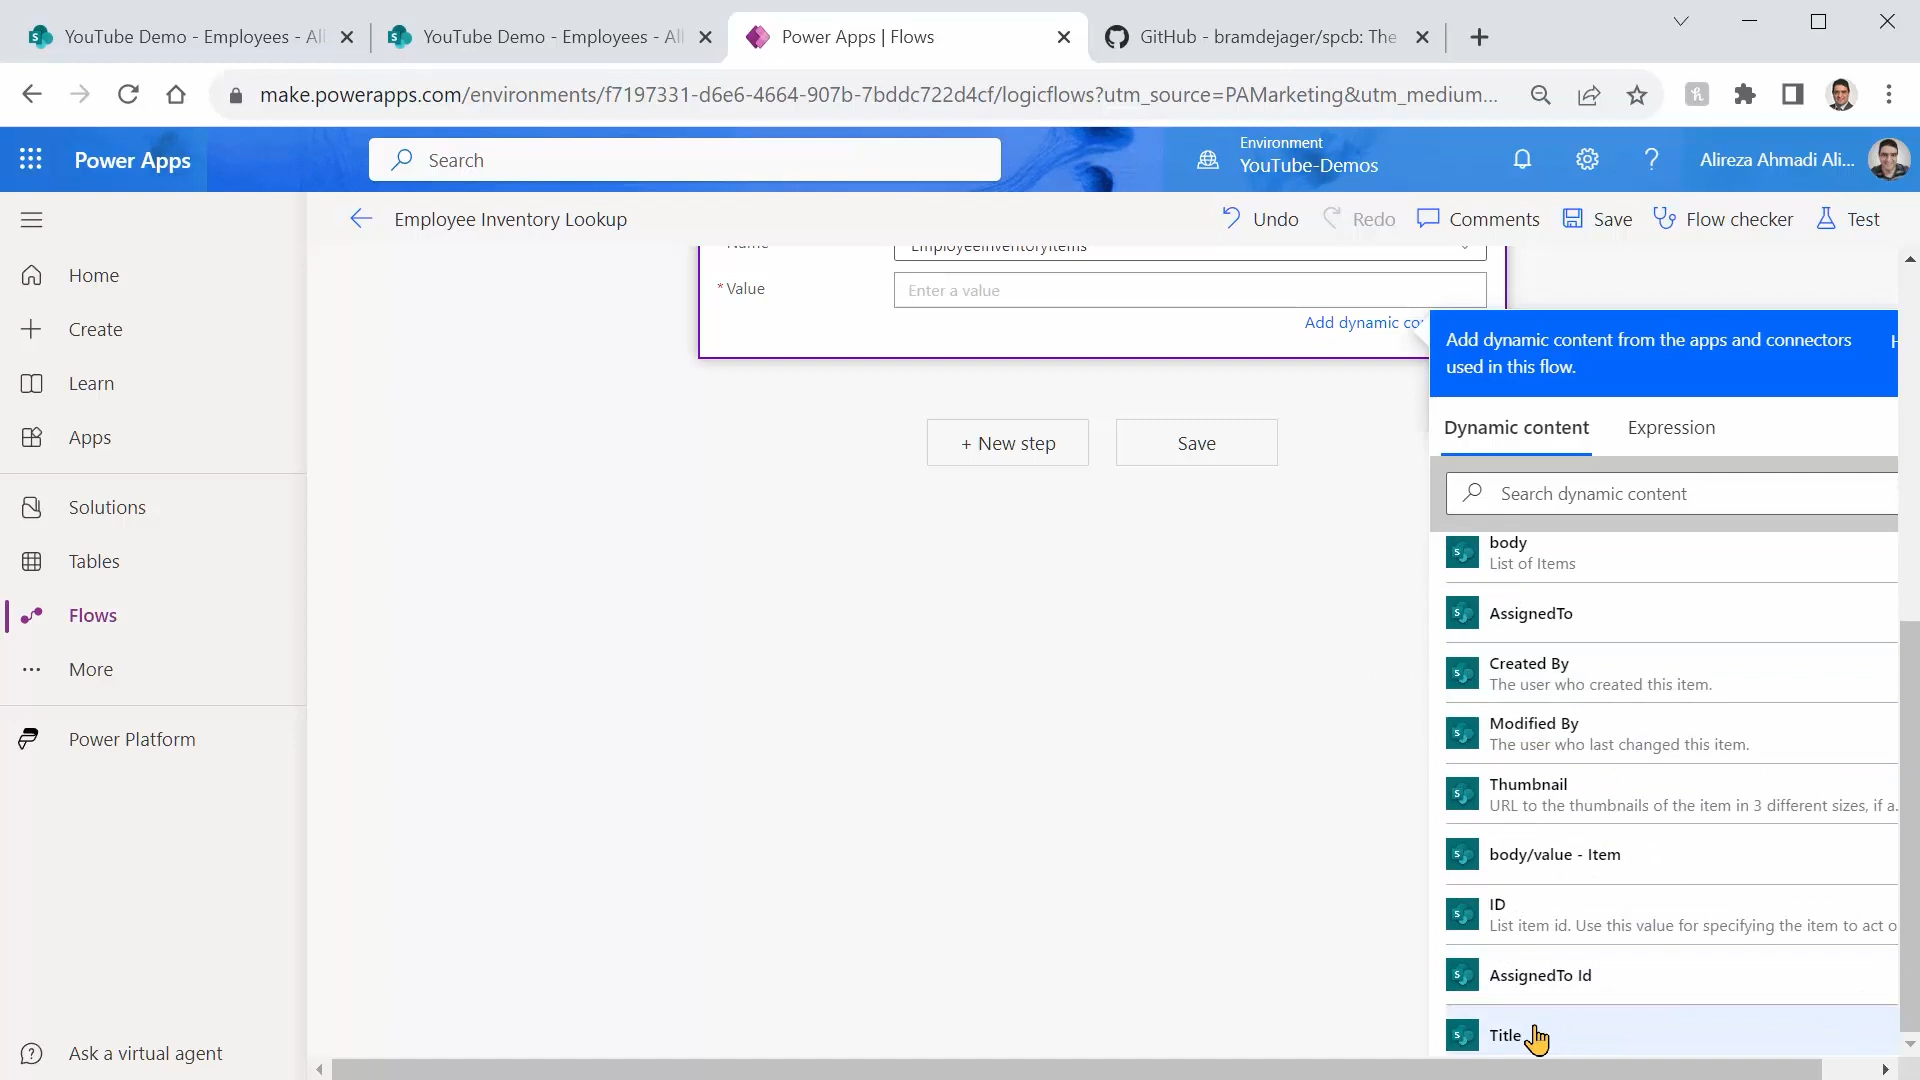 YouTube Demo - Employees - All
YouTube Demo - Employees - All
Power Apps | Flows
GitHub - bramdejager/spcb: The
make.powerapps.com/environments/f7197331-d6e6-4664-907b-7bddc722d4cf/logicflows?utm_source=PAMarketing&utm_medium...
Power Apps
Search
Environment
YouTube-Demos
Alireza Ahmadi Ali...
Employee Inventory Lookup
Undo
Redo
Comments
Save
Flow checker
Test
Home
Create
Learn
Apps
Solutions
Tables
Flows
More
Power Platform
Ask a virtual agent
Name
EmployeeInventoryItems
* Value
Enter a value
Add dynamic co
+ New step
Save
Add dynamic content from the apps and connectors
used in this flow.
Dynamic content
Expression
Search dynamic content
body
List of Items
AssignedTo
Created By
The user who created this item.
Modified By
The user who last changed this item.
Thumbnail
URL to the thumbnails of the item in 3 different sizes, if a.
body/value - Item
ID
List item id. Use this value for specifying the item to act o
AssignedTo Id
Title